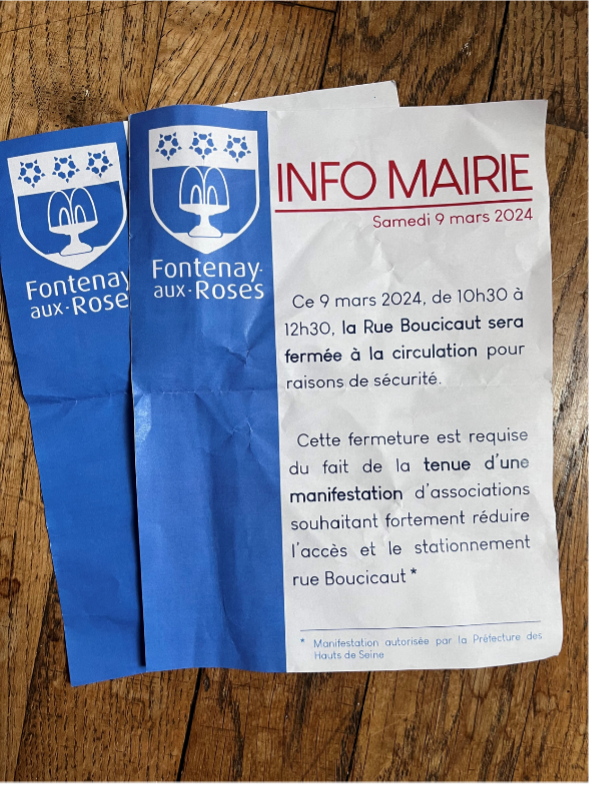 Fontenay
aux·Rose
Fontenay-
aux·Roses
INFO MAIRIE
Samedi 9 mars 2024
Ce 9 mars 2024, de 10h30 à
12h30, la Rue Boucicaut sera
fermée à la circulation pour
raisons de sécurité.
Cette fermeture est requise
du fait de la tenue d'une
manifestation d'associations
souhaitant fortement réduire
l'accès et le stationnement
rue Boucicaut *
* Manifestation autorisée par la Préfecture des
Hauts de Seine